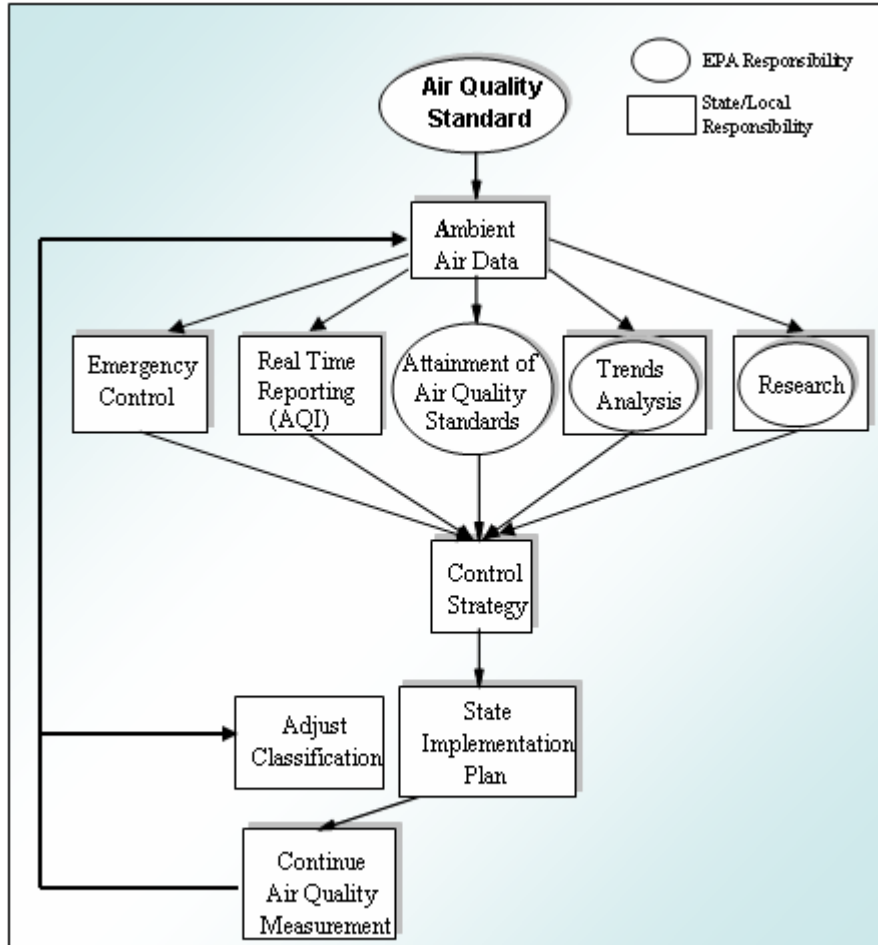 EPA Responsibility
State/Local
Responsibility
Air Quality
Standard
Ambient
Air Data
Emergency
Control
Real Time
Reporting
(AQI)
Attainment of
Air Quality
Standards
Trends
Analysis
Research
Control
Strategy
Adjust
Classification
State
Implementation
Plan
Continue
Air Quality
Measurement